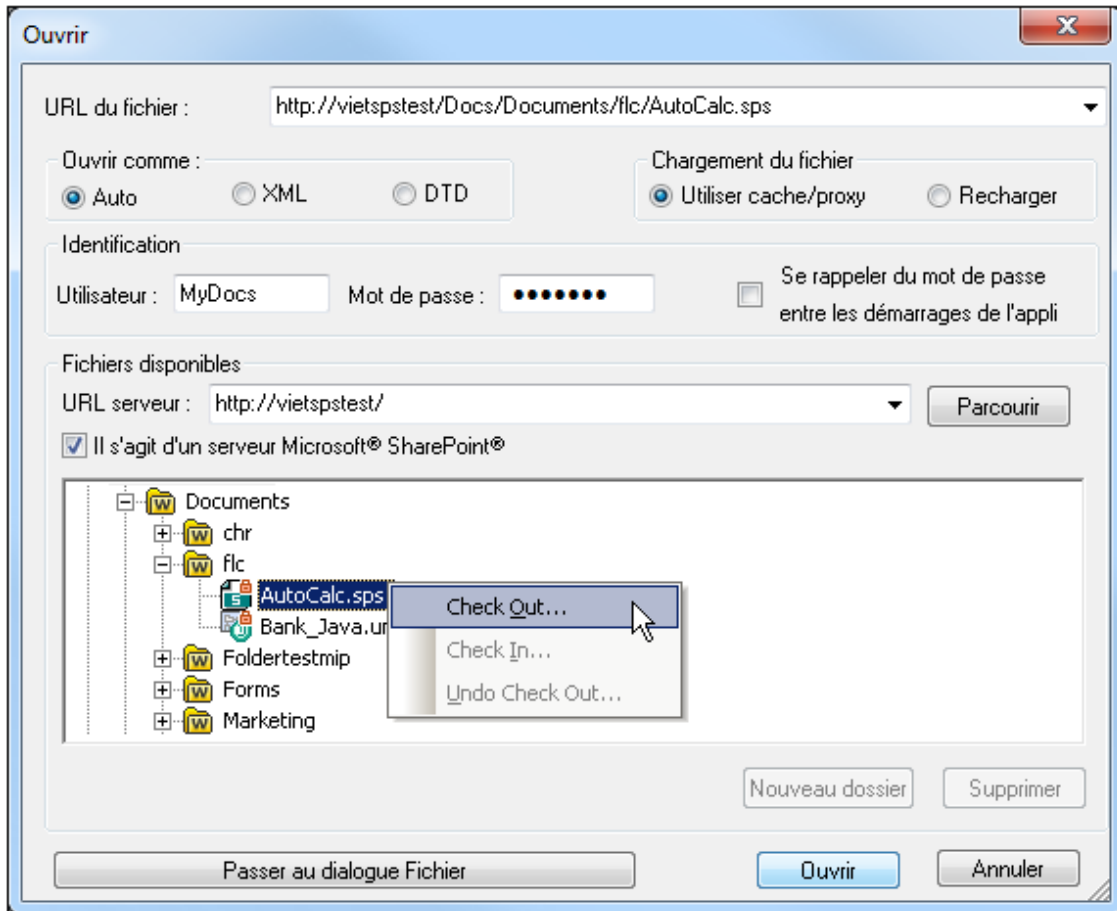 Ouvrir
URL du fichier :
http://vietspstest/Docs/Documents/flc/AutoCalc.sps
Ouvrir comme :
Auto
XML
DTD
Chargement du fichier
Utiliser cache/proxy
Recharger
Identification
Utilisateur :
MyDocs
Mot de passe :
•••••••
Se rappeler du mot de passe
entre les démarrages de l'appli
Fichiers disponibles
URL serveur :
http://vietspstest/
Parcourir
Il s'agit d'un serveur Microsoft® SharePoint®
Documents
chr
flc
AutoCalc.sps
Bank_Java.u
Foldertestmip
Forms
Marketing
Check Out...
Check In...
Undo Check Out...
Nouveau dossier
Supprimer
Passer au dialogue Fichier
Ouvrir
Annuler